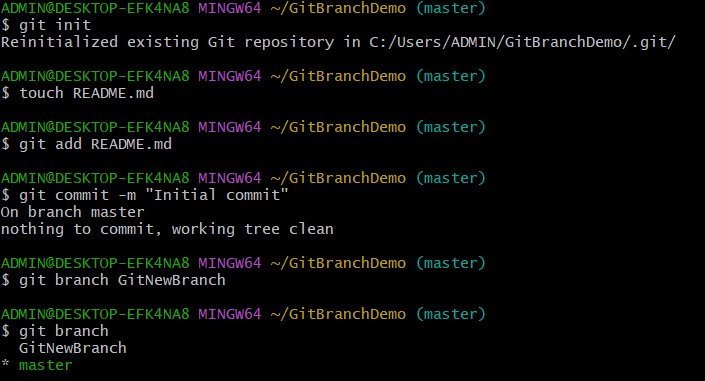 ADMIN@DESKTOP-EFK4NA8 MINGW64 ~/GitBranchDemo (master)
$ git init
Reinitialized existing Git repository in C:/Users/ADMIN/GitBranchDemo/.git/
ADMIN@DESKTOP-EFK4NA8 MINGW64 ~/GitBranchDemo (master)
$ touch README.md
ADMIN@DESKTOP-EFK4NA8 MINGW64 ~/GitBranchDemo (master)
$ git add README.md
ADMIN@DESKTOP-EFK4NA8 MINGW64 ~/GitBranchDemo (master)
$ git commit -m "Initial commit"
On branch master
nothing to commit, working tree clean
ADMIN@DESKTOP-EFK4NA8 MINGW64 ~/GitBranchDemo (master)
$ git branch GitNewBranch
ADMIN@DESKTOP-EFK4NA8 MINGW64 ~/GitBranchDemo (master)
$ git branch
  GitNewBranch
* master